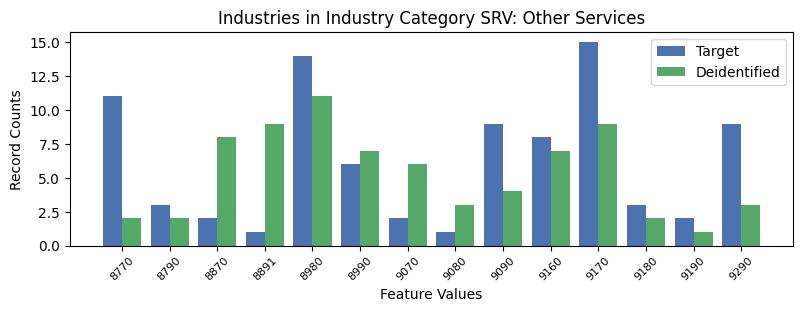 Industries in Industry Category SRV: Other Services
Record Counts
15.0
12.5
10.0
7.5
5.0
2.5
0.0
Target
Deidentified
8770 8790 8870 8891 8980 8990 9070 9080 9090 9160 9170 9180 9190 9290
Feature Values